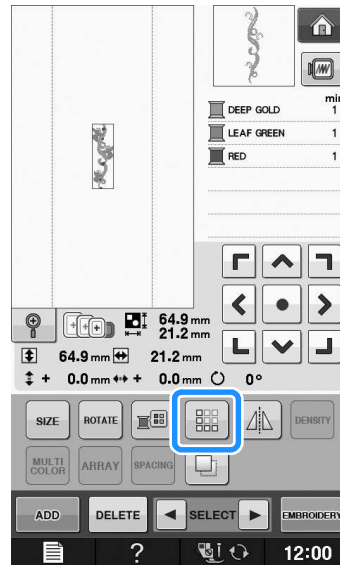 min
DEEP GOLD 1
LEAF GREEN 1
RED 1
64.9 mm
21.2 mm
64.9 mm 21.2 mm
+ 0.0 mm + 0.0 mm 0°
SIZE ROTATE DENSITY
MULTI COLOR ARRAY SPACING
ADD DELETE SELECT EMBROIDERY
? 12:00